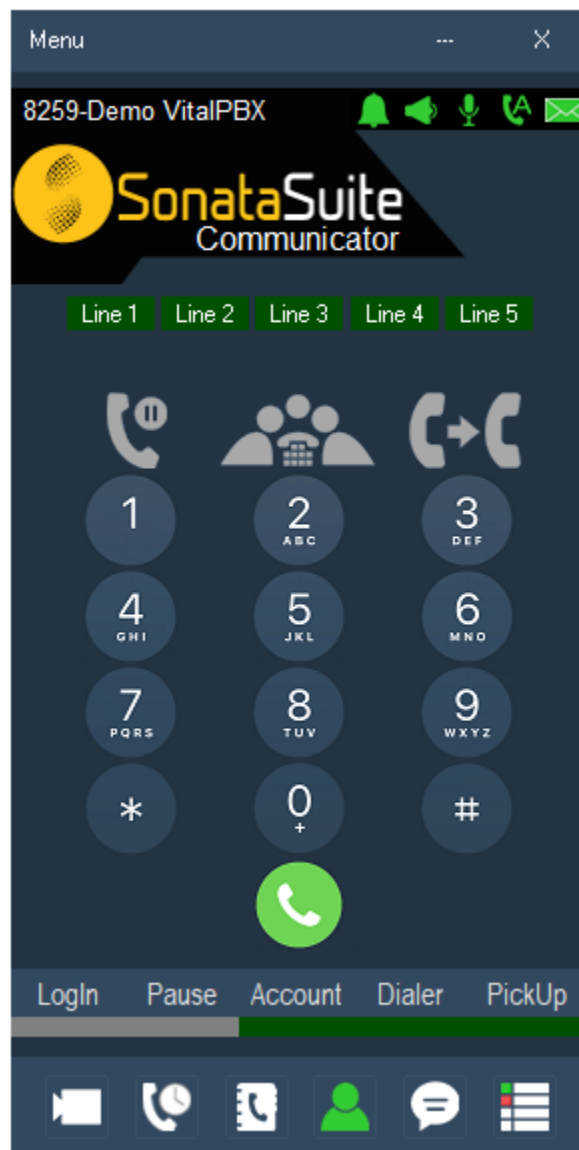 Menu --- X
8259-Demo VitalPBX
SonataSuite
Communicator
Line 1 Line 2 Line 3 Line 4 Line 5
1 2 3
ABC DEF
4 5 6
GHI JKL MNO
7 8 9
PQRS TUV WXYZ
* 0 #
+
LogIn Pause Account Dialer PickUp